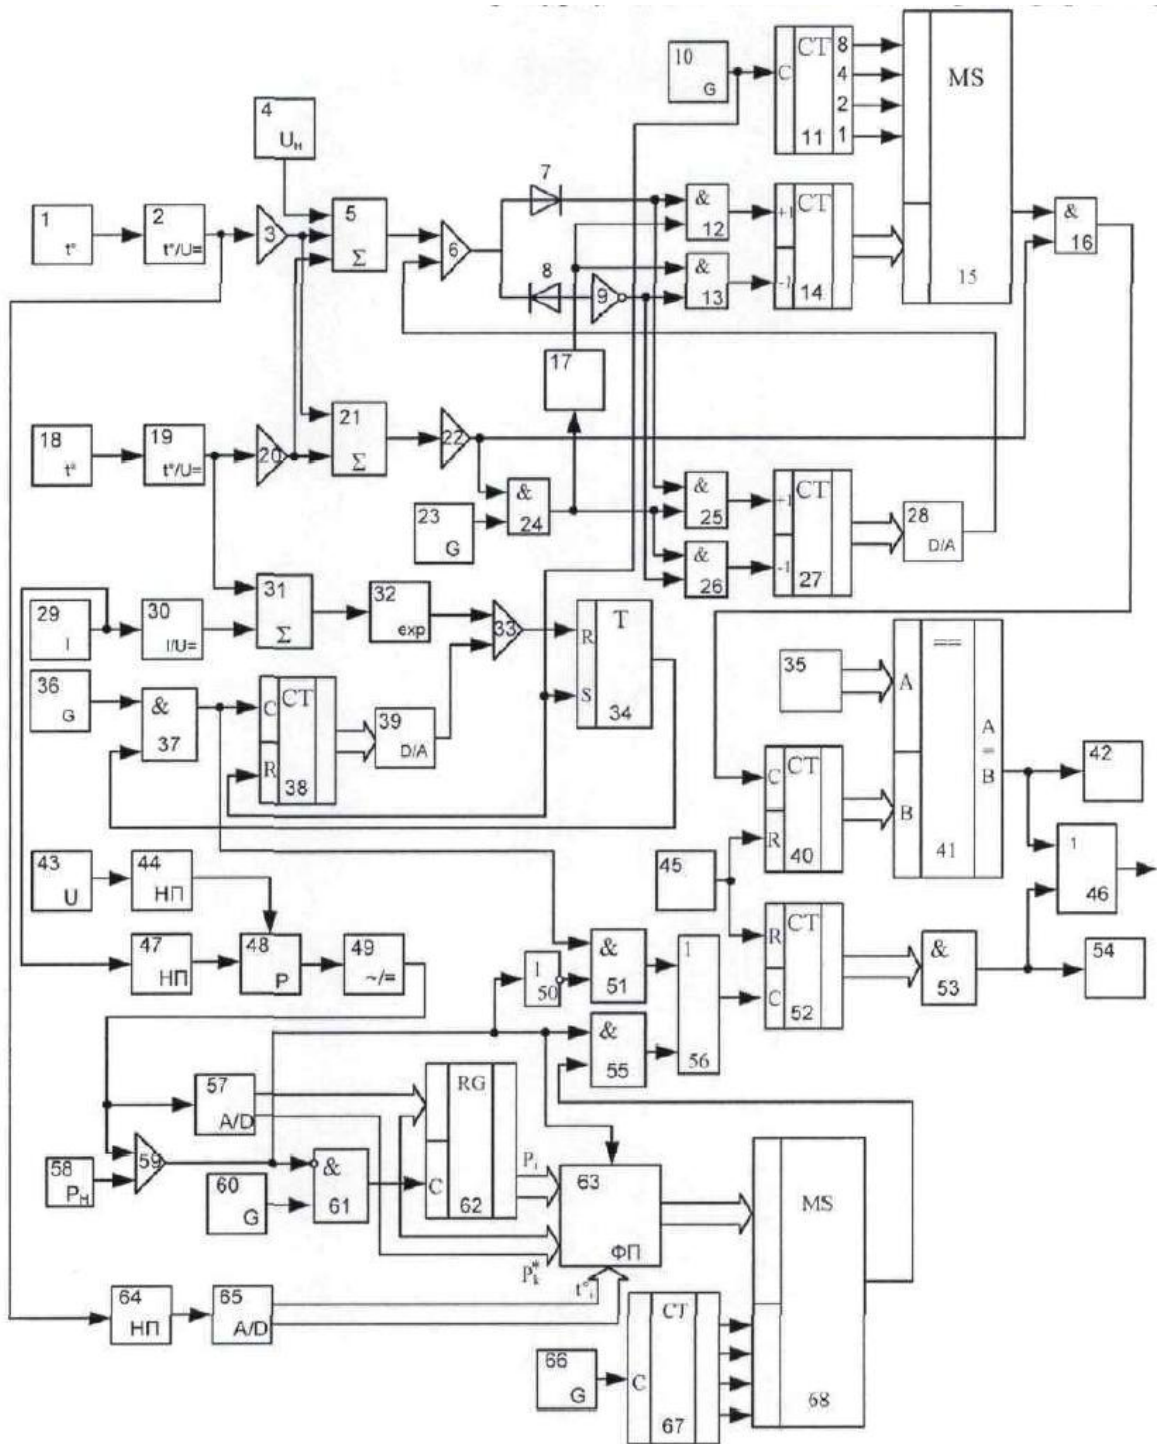 10
G
C
CT
8
4
2
1
11
MS
15
4
Uн
7
1
t°
2
t°/U=
3
5
Σ
6
&
12
+1
CT
-1
14
&
16
8
9
&
13
17
18
t°
19
t°/U=
20
21
Σ
22
23
G
&
24
&
25
&
26
+1
CT
-1
27
28
D/A
29
I
30
I/U=
31
Σ
32
exp
33
R
T
S
34
35
A
==
B
A
=
B
41
36
G
&
37
C
CT
R
38
39
D/A
C
CT
R
40
42
43
U
44
НП
45
1
46
47
НП
48
P
49
~/=
1
50
&
51
1
56
R
CT
C
52
&
53
54
&
55
57
A/D
RG
C
62
58
Pн
59
60
G
&
61
Pi
63
ФП
P*k
t°i
MS
68
64
НП
65
A/D
66
G
C
CT
67